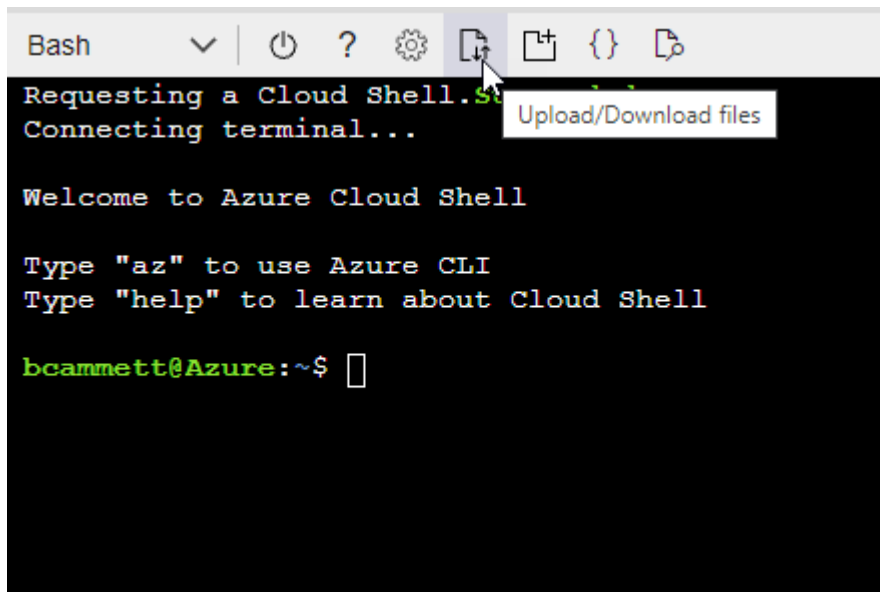 Bash
Requesting a Cloud Shell.
Upload/Download files
Connecting terminal...
Welcome to Azure Cloud Shell
Type "az" to use Azure CLI
Type "help" to learn about Cloud Shell
bcammett@Azure:~$